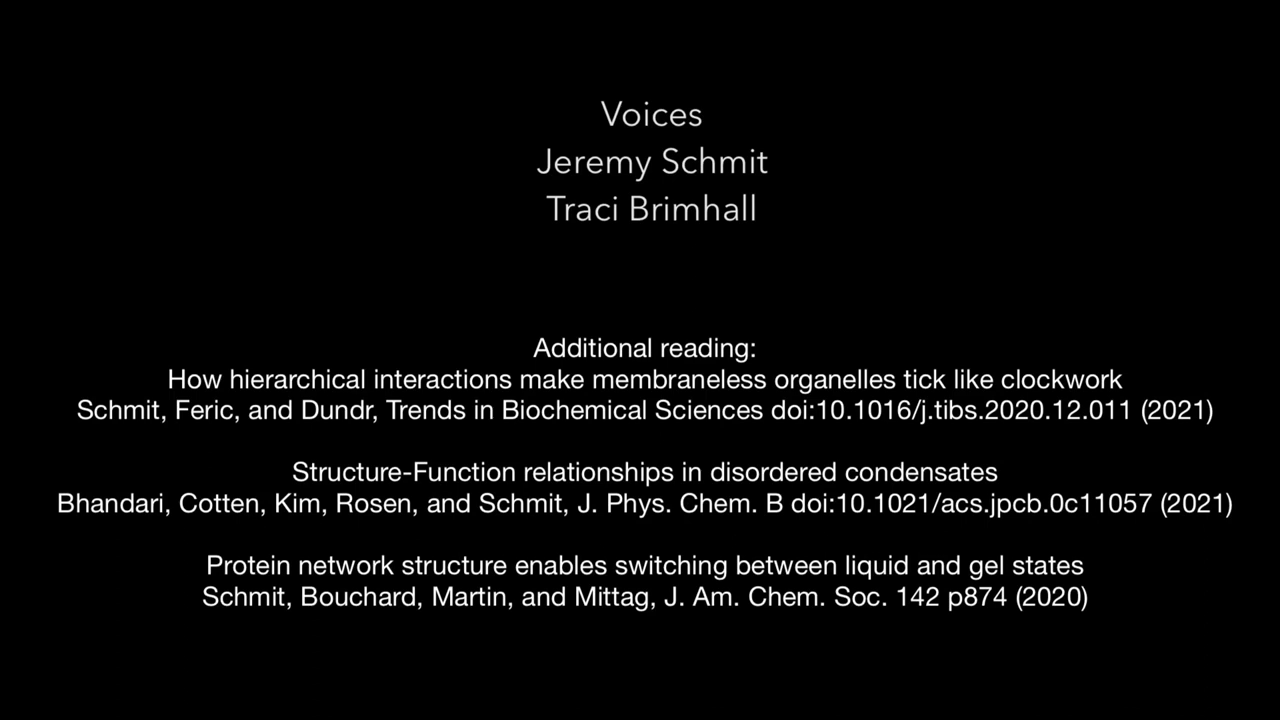 Voices
Jeremy Schmit
Traci Brimhall
Additional reading:
How hierarchical interactions make membraneless organelles tick like clockwork
Schmit, Feric, and Dundr, Trends in Biochemical Sciences doi:10.1016/j.tibs.2020.12.011 (2021)
Structure-Function relationships in disordered condensates
Bhandari, Cotten, Kim, Rosen, and Schmit, J. Phys. Chem. B doi:10.1021/acs.jpcb.0c11057 (2021)
Protein network structure enables switching between liquid and gel states
Schmit, Bouchard, Martin, and Mittag, J. Am. Chem. Soc. 142 p874 (2020)